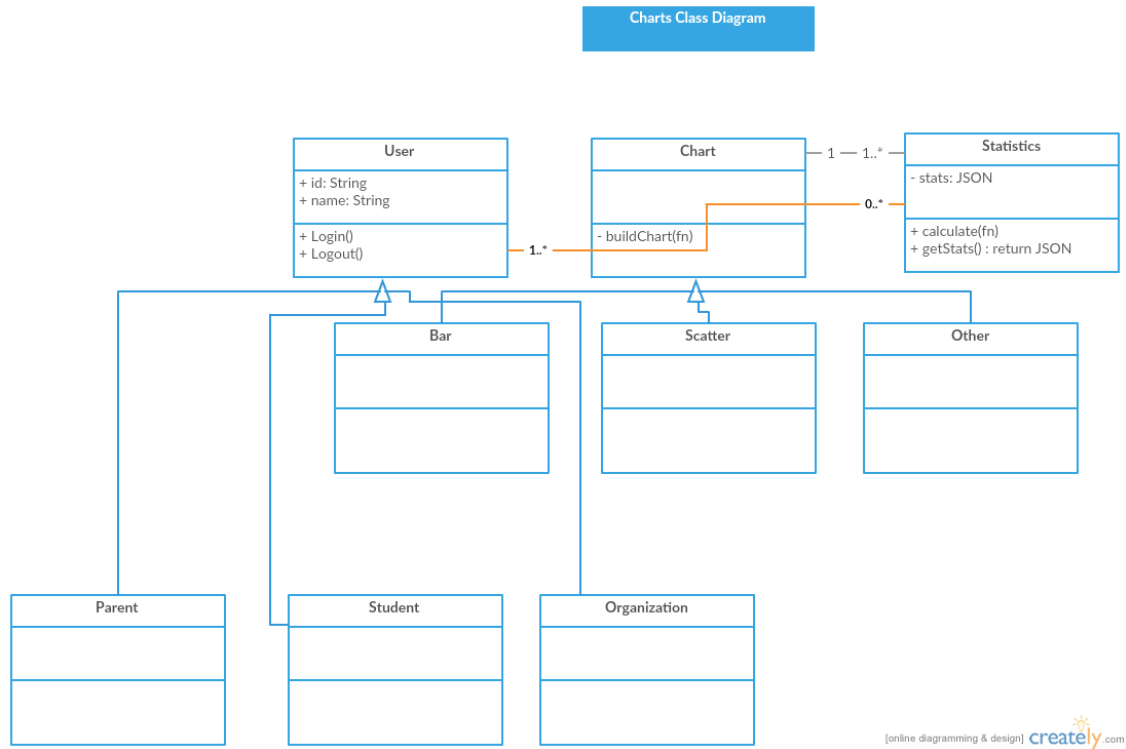 Charts Class Diagram
User
+ id: String
+ name: String
+ Login()
+ Logout()
Chart
- buildChart(fn)
1
1..*
Statistics
- stats: JSON
+ calculate(fn)
+ getStats() : return JSON
0..*
1..*
Bar
Scatter
Other
Parent
Student
Organization
[online diagramming & design] creately.com